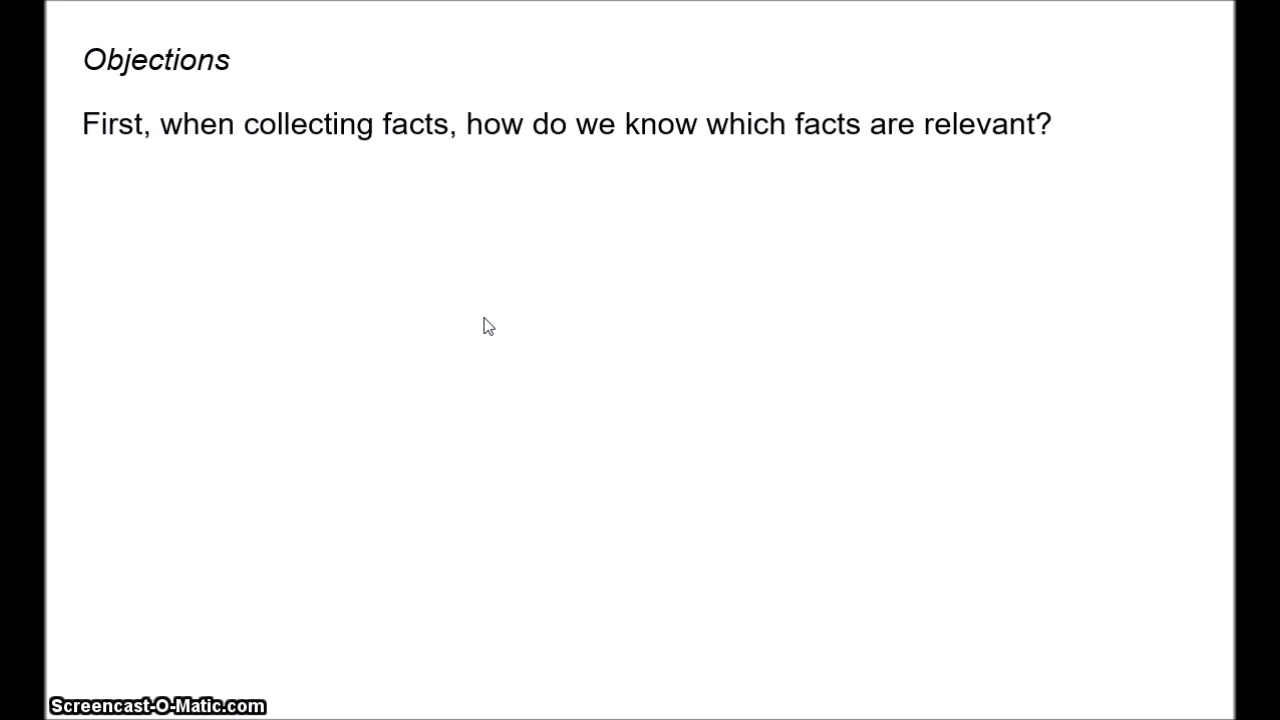 Objections
First, when collecting facts, how do we know which facts are relevant?
Screencast-O-Matic.com